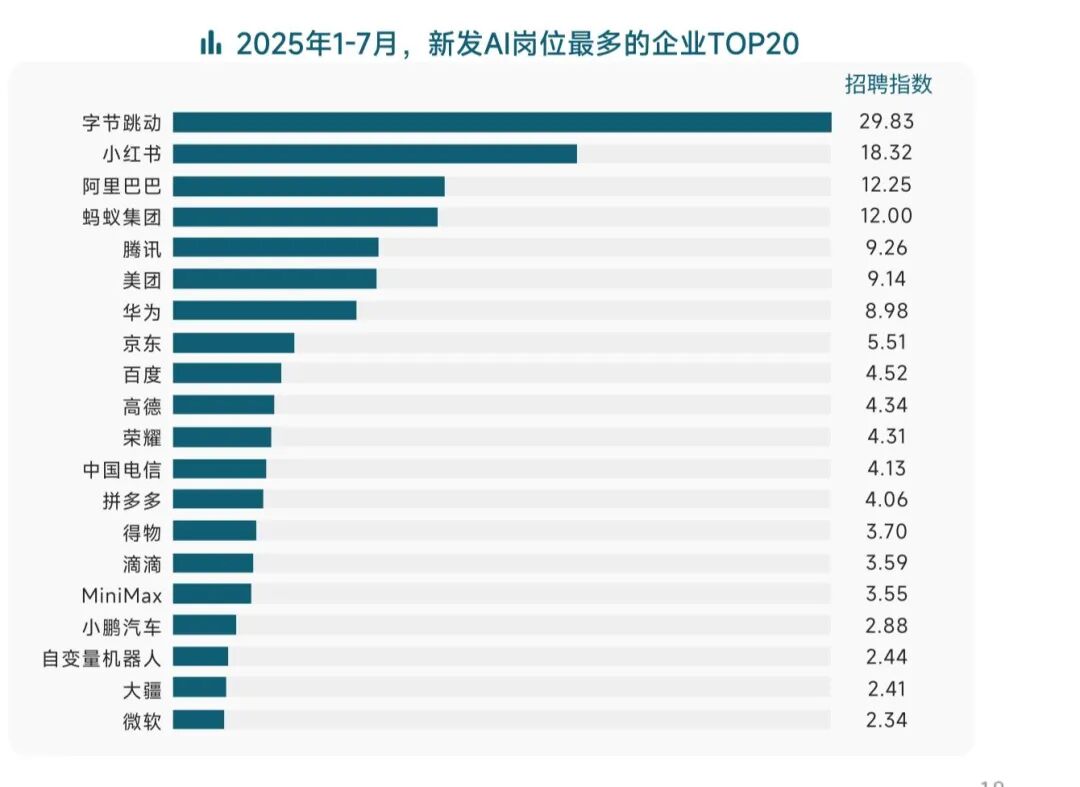 2025年1-7月，新发AI岗位最多的企业TOP20
招聘指数
字节跳动 29.83
小红书 18.32
阿里巴巴 12.25
蚂蚁集团 12.00
腾讯 9.26
美团 9.14
华为 8.98
京东 5.51
百度 4.52
高德 4.34
荣耀 4.31
中国电信 4.13
拼多多 4.06
得物 3.70
滴滴 3.59
MiniMax 3.55
小鹏汽车 2.88
自变量机器人 2.44
大疆 2.41
微软 2.34